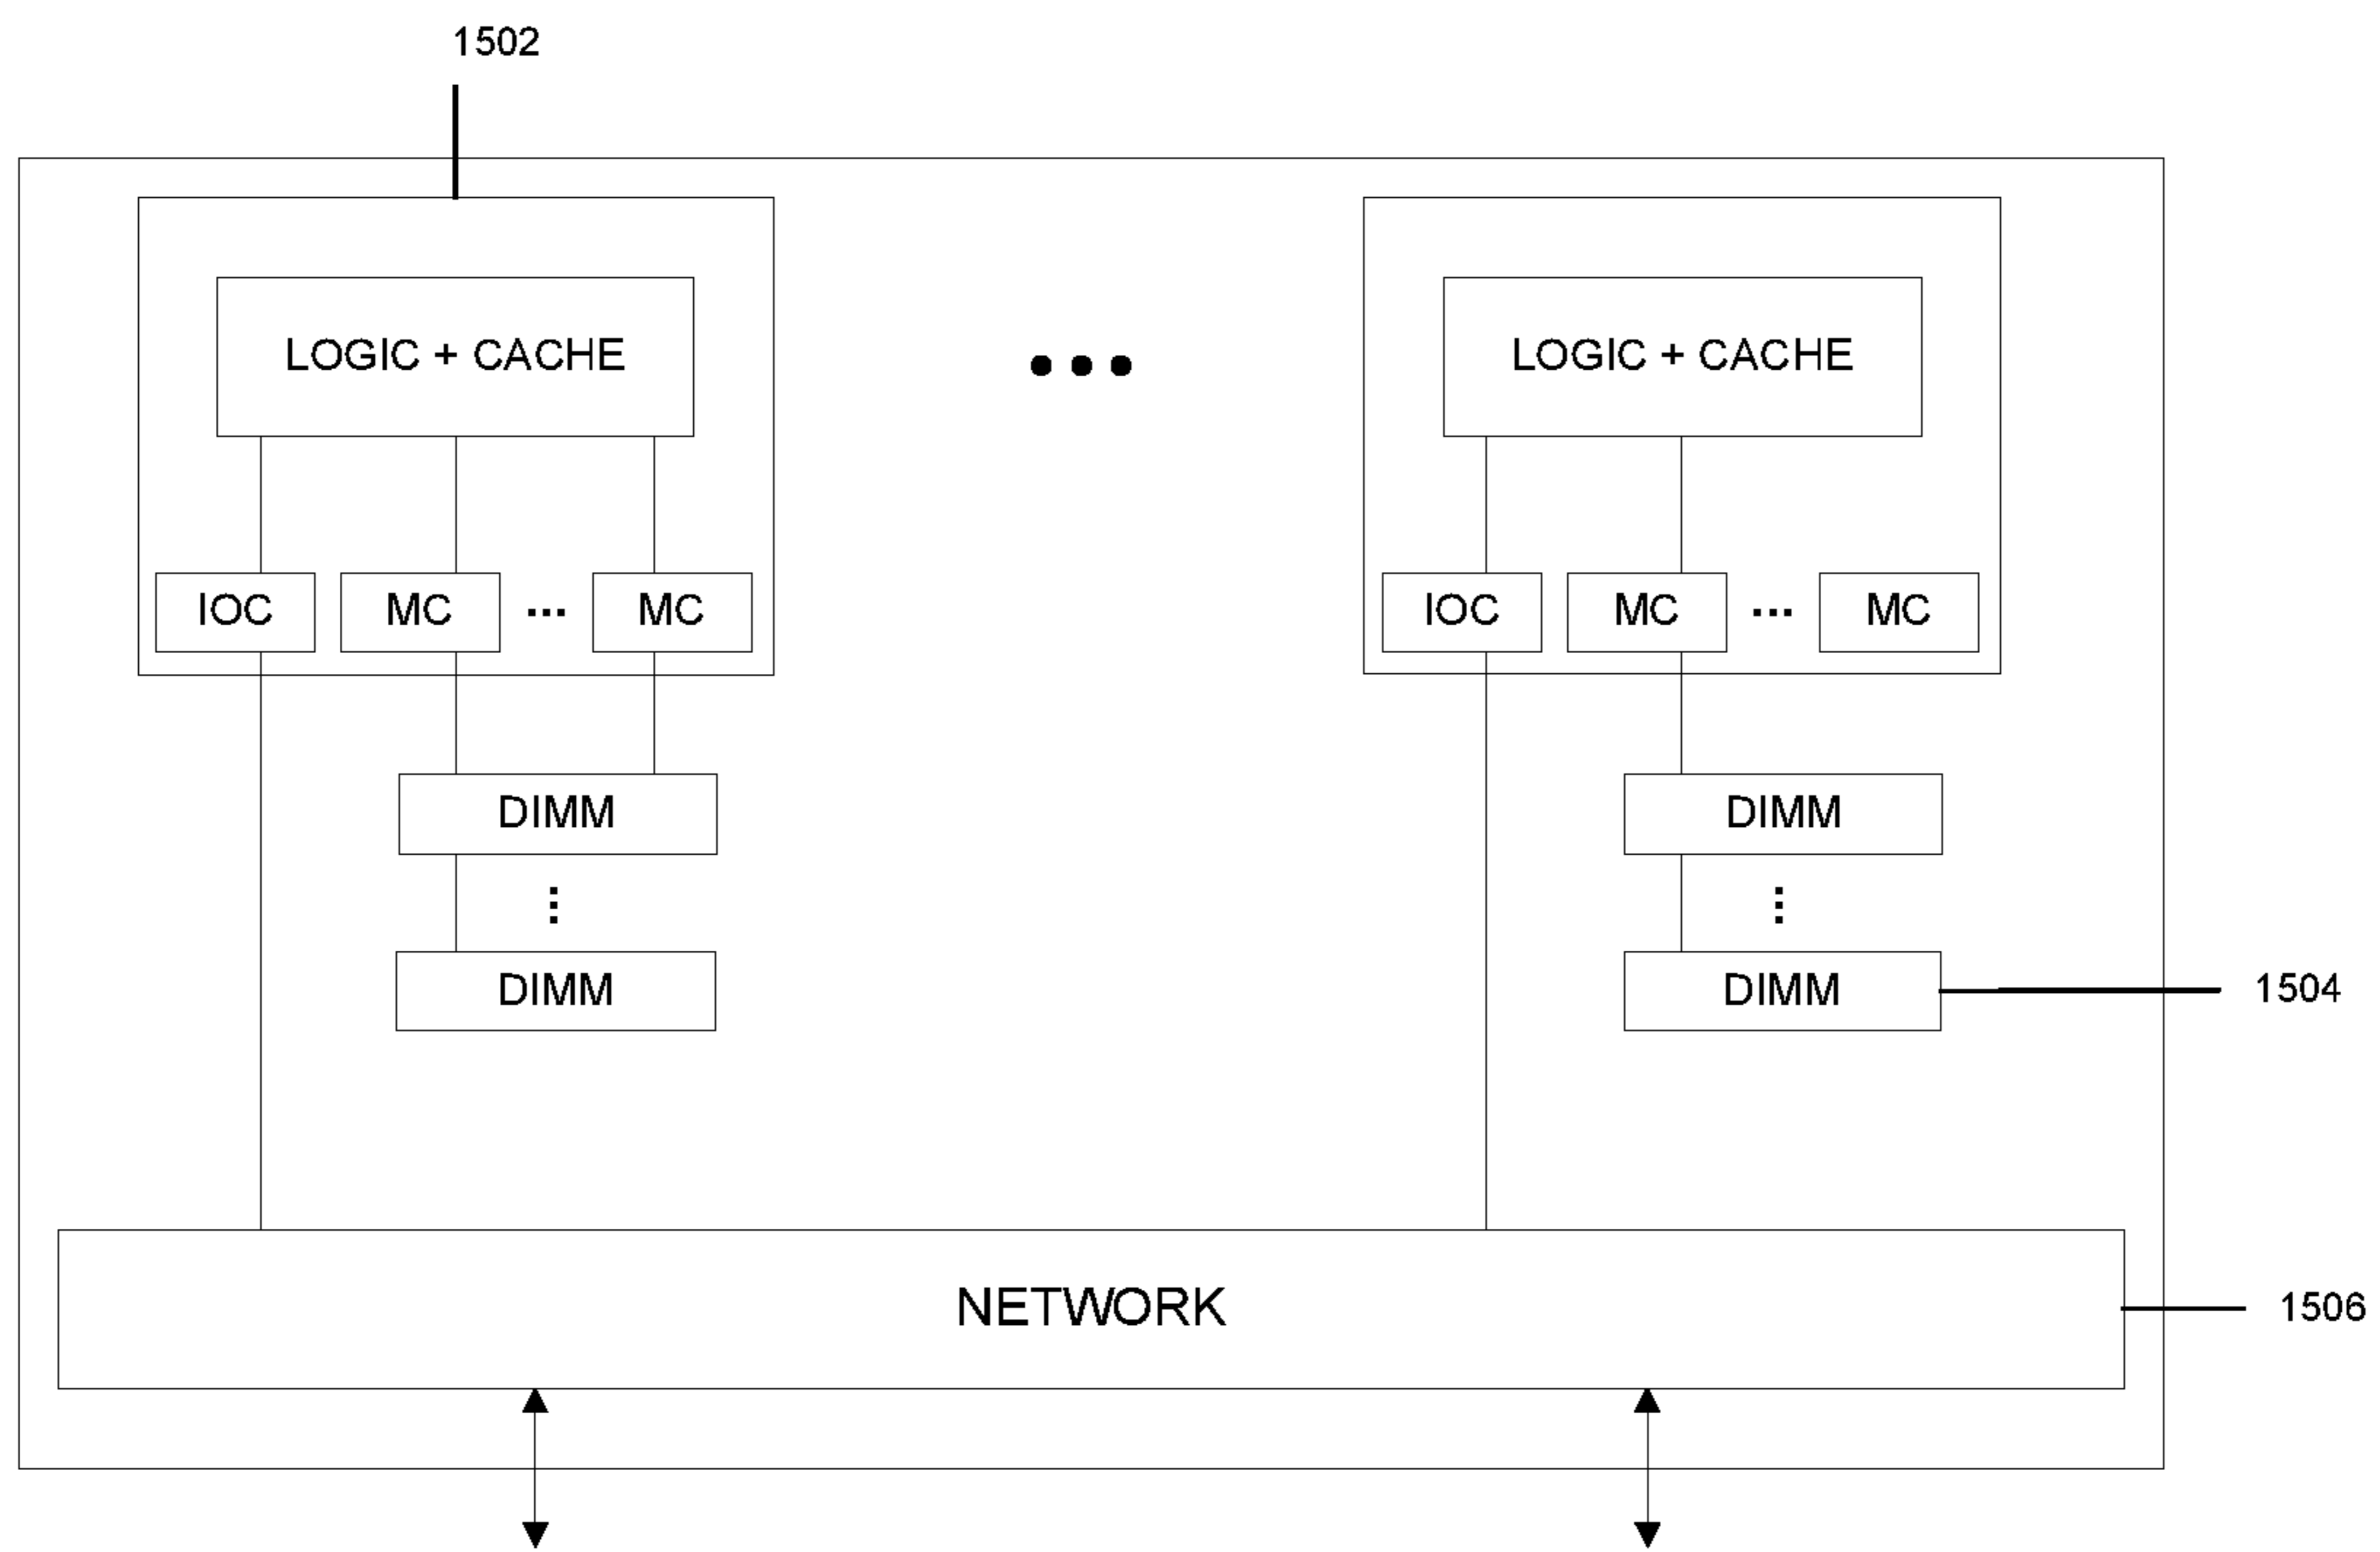 1502
LOGIC + CACHE
LOGIC + CACHE
IOC MC ... MC
IOC MC ... MC
DIMM
DIMM
DIMM
DIMM
1504
NETWORK
1506